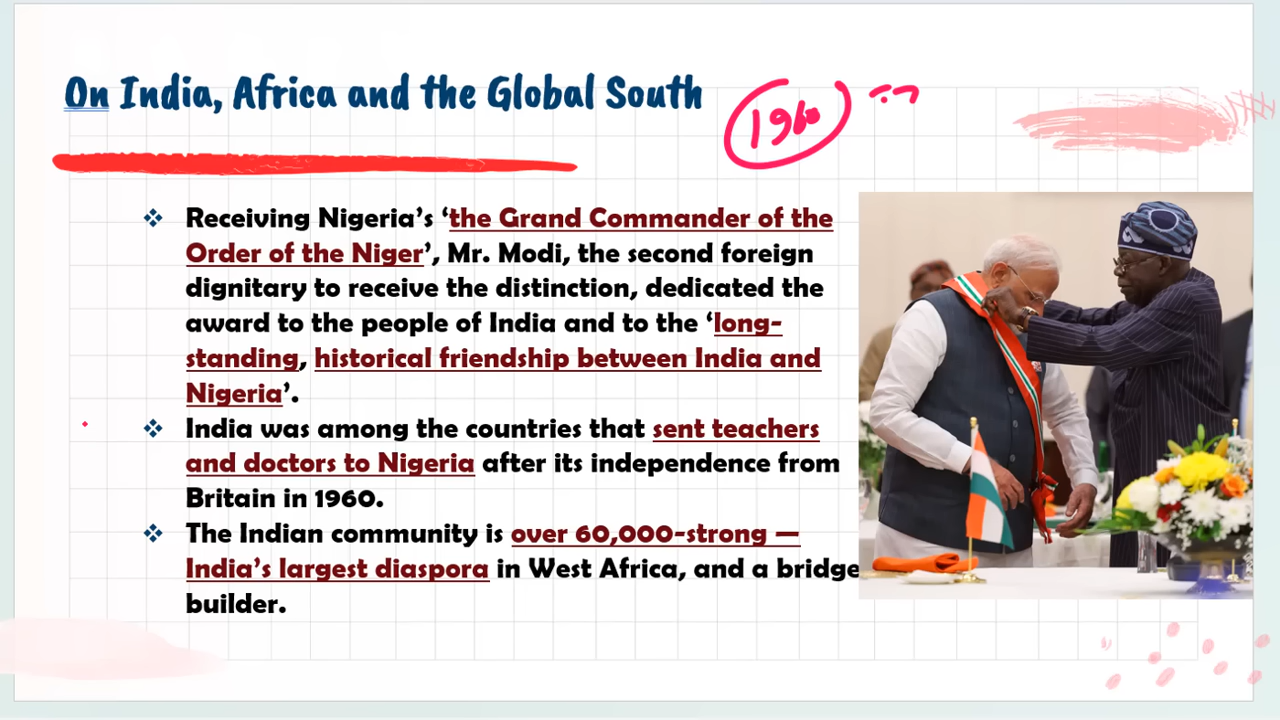 On India, Africa and the Global South
1960
❖ Receiving Nigeria’s ‘the Grand Commander of the
Order of the Niger’, Mr. Modi, the second foreign
dignitary to receive the distinction, dedicated the
award to the people of India and to the ‘long-
standing, historical friendship between India and
Nigeria’.
❖ India was among the countries that sent teachers
and doctors to Nigeria after its independence from
Britain in 1960.
❖ The Indian community is over 60,000-strong —
India’s largest diaspora in West Africa, and a bridge
builder.